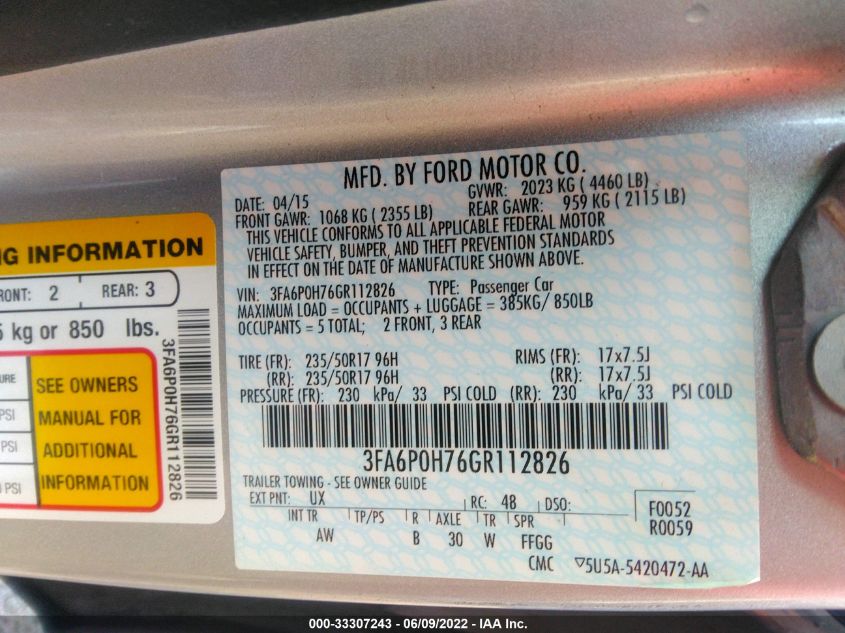 MFD. BY FORD MOTOR CO.
DATE: 04/15 GVWR: 2023 KG ( 4460 LB)
FRONT GAWR: 1068 KG ( 2355 LB) REAR GAWR: 959 KG ( 2115 LB)
THIS VEHICLE CONFORMS TO ALL APPLICABLE FEDERAL MOTOR
VEHICLE SAFETY, BUMPER, AND THEFT PREVENTION STANDARDS
IN EFFECT ON THE DATE OF MANUFACTURE SHOWN ABOVE.
VIN: 3FA6P0H76GR112826 TYPE: Passenger Car
MAXIMUM LOAD = OCCUPANTS + LUGGAGE = 385KG/ 850LB
OCCUPANTS = 5 TOTAL; 2 FRONT, 3 REAR
TIRE (FR): 235/50R17 96H RIMS (FR): 17x7.5J
(RR): 235/50R17 96H (RR): 17x7.5J
PRESSURE (FR): 230 kPa/ 33 PSI COLD (RR): 230 kPa/ 33 PSI COLD
3FA6P0H76GR112826
TRAILER TOWING - SEE OWNER GUIDE
EXT PNT: UX RC: 48 DSO: F0052
R0059
INT TR TP/PS R AXLE TR SPR
AW B 30 W FFGG
CMC ▽5U5A-5420472-AA
INFORMATION
FRONT: 2 REAR: 3
kg or 850 lbs.
SEE OWNERS
MANUAL FOR
ADDITIONAL
INFORMATION
PSI
PSI
PSI
3FA6P0H76GR112826
000-33307243 - 06/09/2022 - IAA Inc.